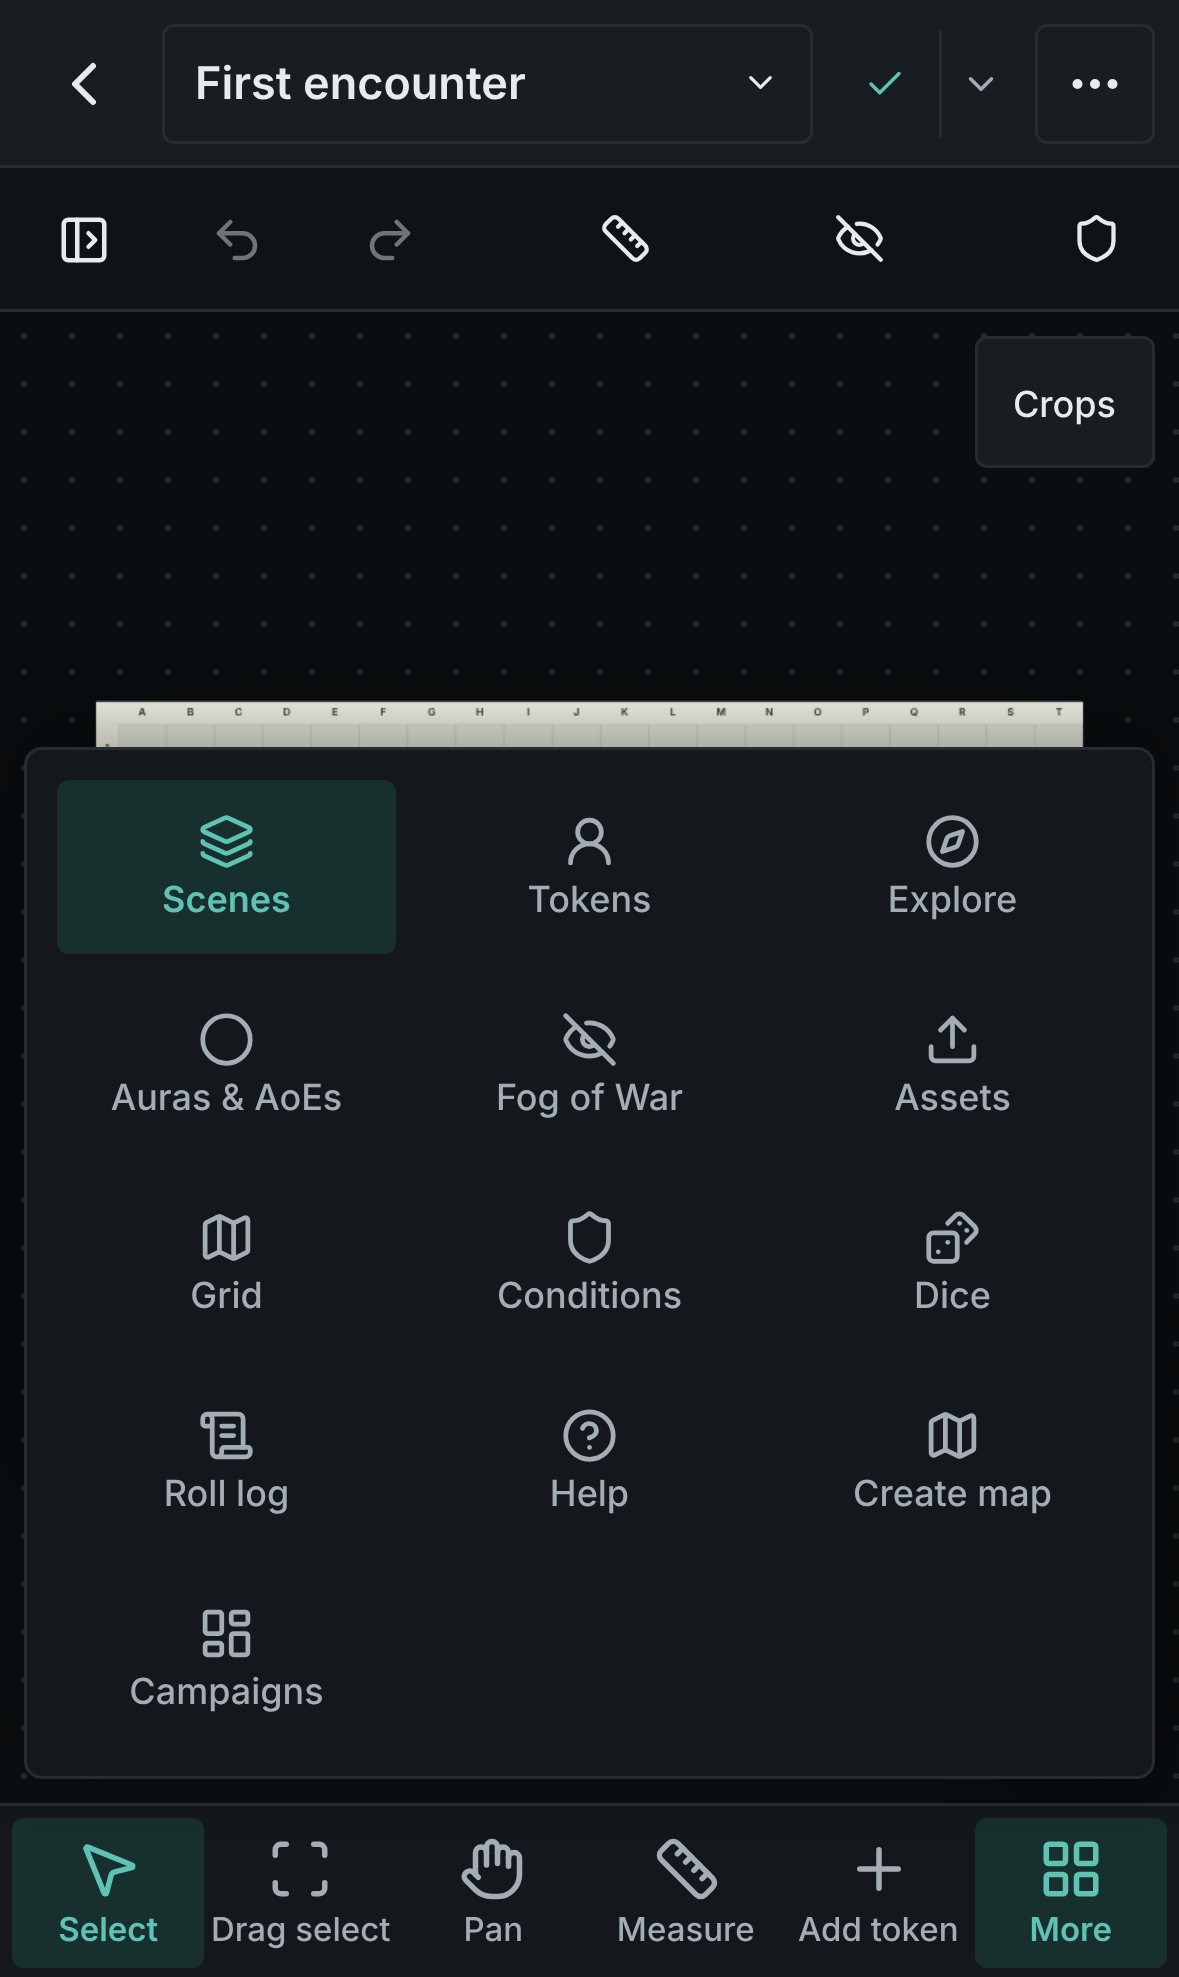 First encounter
Crops
A B C D E F G H I J K L M N O P Q R S T
Scenes
Tokens
Explore
Auras & AoEs
Fog of War
Assets
Grid
Conditions
Dice
Roll log
Help
Create map
Campaigns
Select
Drag select
Pan
Measure
Add token
More